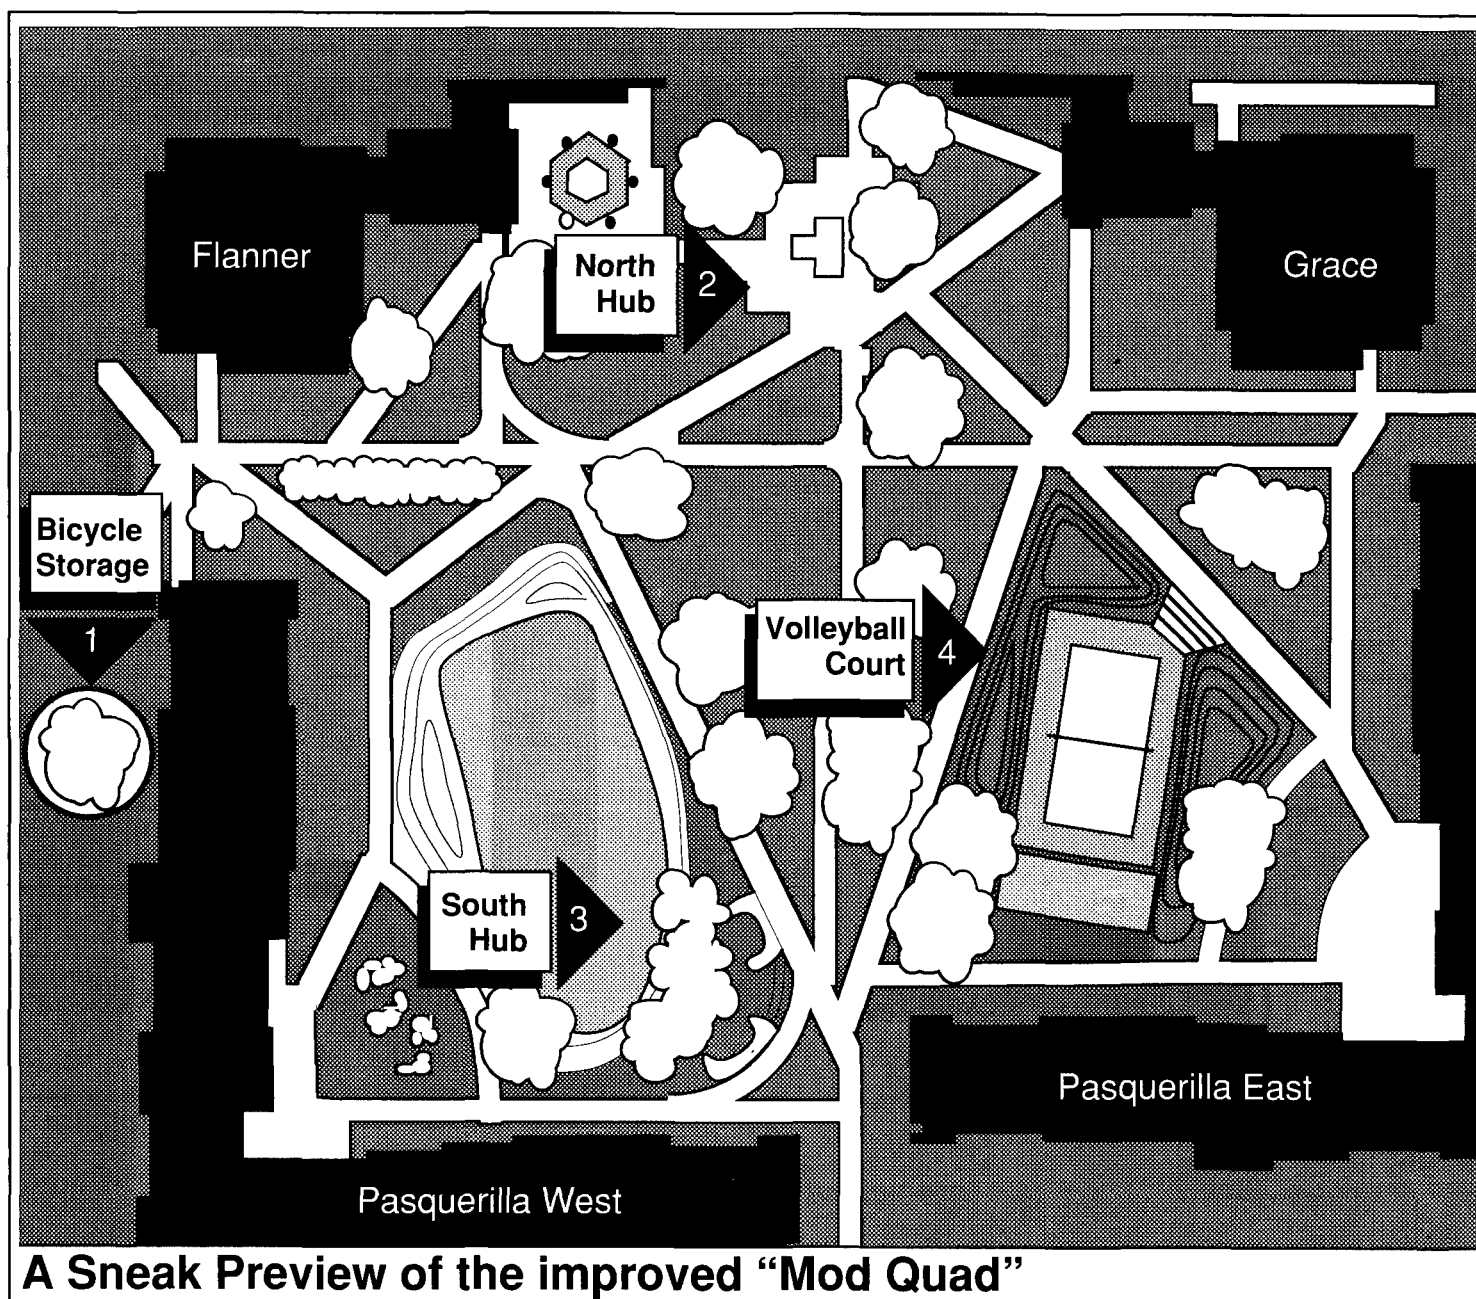 Flanner
North
Hub
2
Grace
Bicycle
Storage
1
Volleyball
Court
4
South
Hub
3
Pasquerilla East
Pasquerilla West
A Sneak Preview of the improved “Mod Quad”